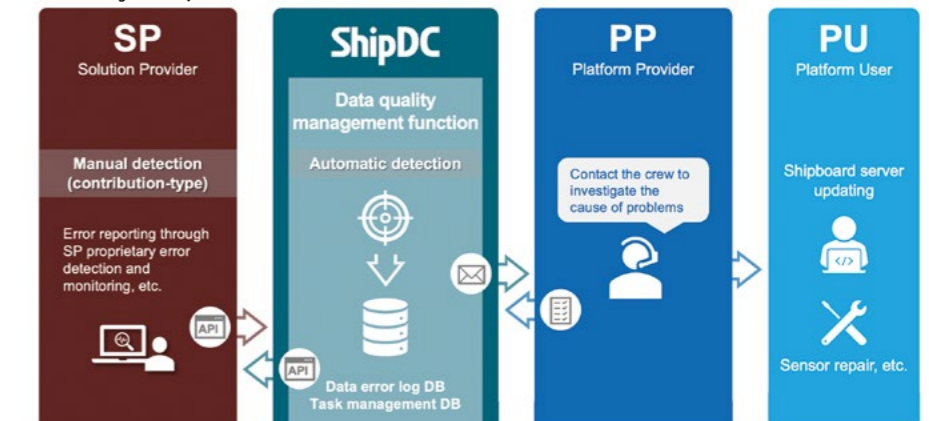 SP
Solution Provider
Manual detection
(contribution-type)
Error reporting through
SP proprietary error
detection and
monitoring, etc.
API
API
ShipDC
Data quality
management function
Automatic detection
Data error log DB
Task management DB
PP
Platform Provider
Contact the crew to
investigate the
cause of problems
PU
Platform User
Shipboard server
updating
</>
Sensor repair, etc.